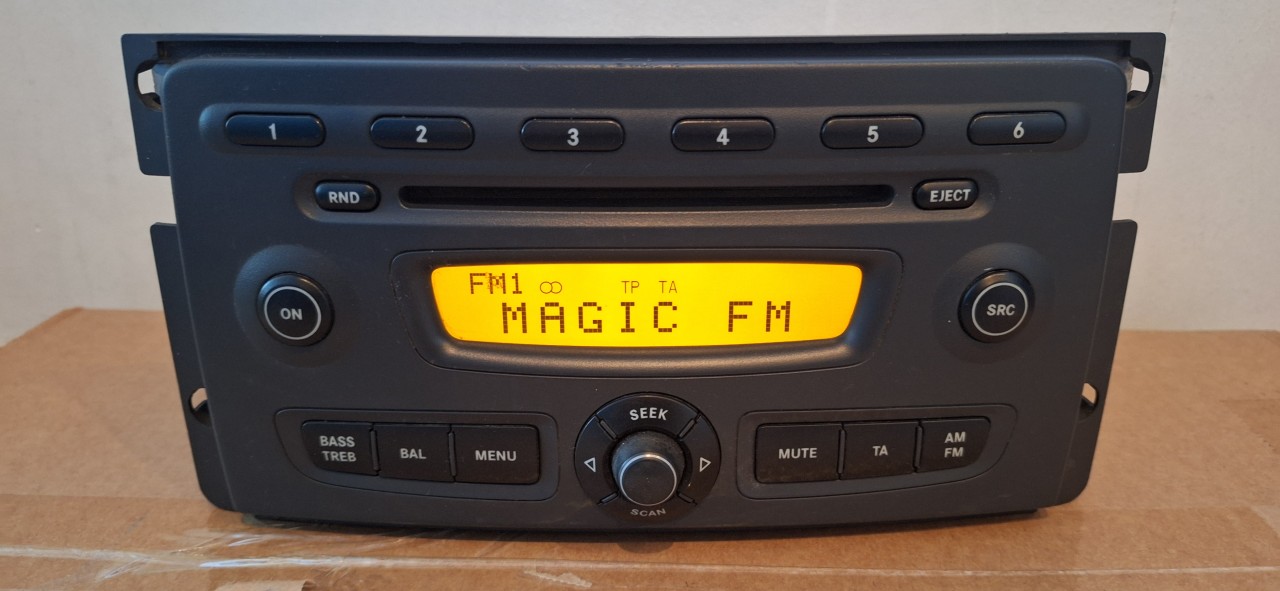 1 2 3 4 5 6
RND EJECT
FM1 TP TA
MAGIC FM
ON
SRC
BASS
TREB
BAL
MENU
SEEK
SCAN
MUTE
TA
AM
FM